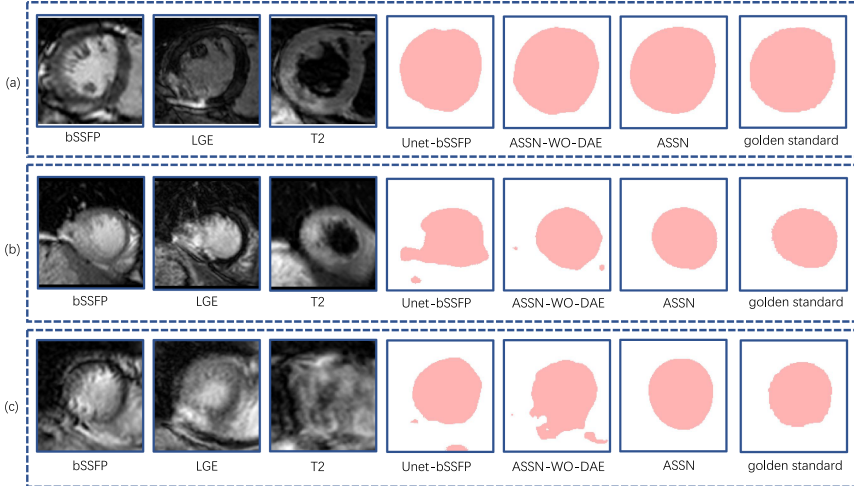 (a)
bSSFP LGE T2 Unet-bSSFP ASSN-WO-DAE ASSN golden standard
(b)
bSSFP LGE T2 Unet-bSSFP ASSN-WO-DAE ASSN golden standard
(c)
bSSFP LGE T2 Unet-bSSFP ASSN-WO-DAE ASSN golden standard